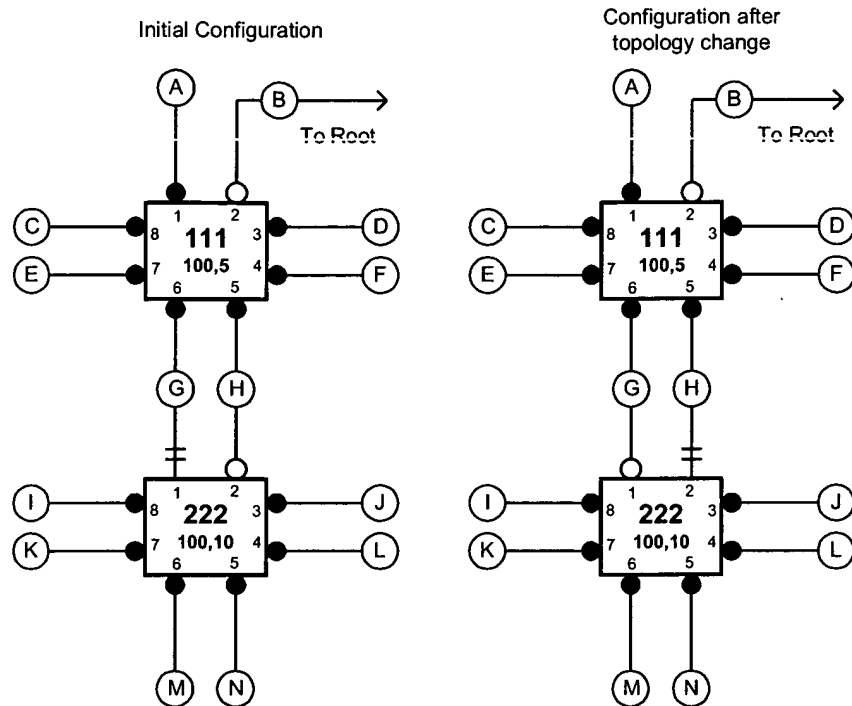 Initial Configuration
Configuration after
topology change
A
B
To Root
C
D
E
F
1
2
3
4
5
6
7
8
111
100,5
G
H
I
J
K
L
1
2
3
4
5
6
7
8
222
100,10
M
N
A
B
To Root
C
D
E
F
1
2
3
4
5
6
7
8
111
100,5
G
H
I
J
K
L
1
2
3
4
5
6
7
8
222
100,10
M
N